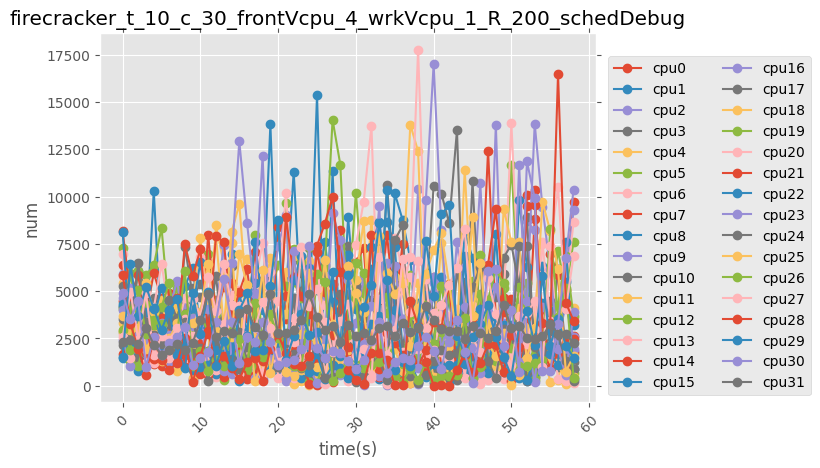 firecracker_t_10_c_30_frontVcpu_4_wrkVcpu_1_R_200_schedDebug
17500
15000
12500
10000
7500
5000
2500
0
num
0
10
20
30
40
50
60
time(s)
cpu0
cpu1
cpu2
cpu3
cpu4
cpu5
cpu6
cpu7
cpu8
cpu9
cpu10
cpu11
cpu12
cpu13
cpu14
cpu15
cpu16
cpu17
cpu18
cpu19
cpu20
cpu21
cpu22
cpu23
cpu24
cpu25
cpu26
cpu27
cpu28
cpu29
cpu30
cpu31